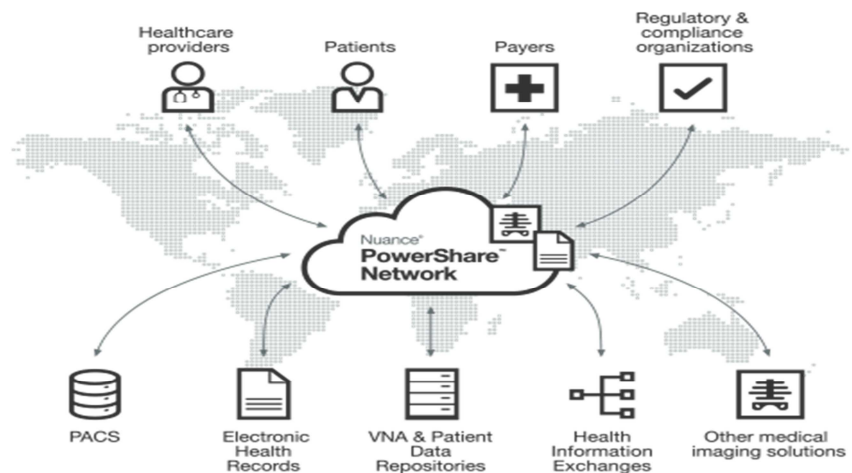 Healthcare
providers
Patients
Payers
Regulatory &
compliance
organizations
Nuance®
PowerShare™
Network
PACS
Electronic
Health
Records
VNA & Patient
Data
Repositories
Health
Information
Exchanges
Other medical
imaging solutions